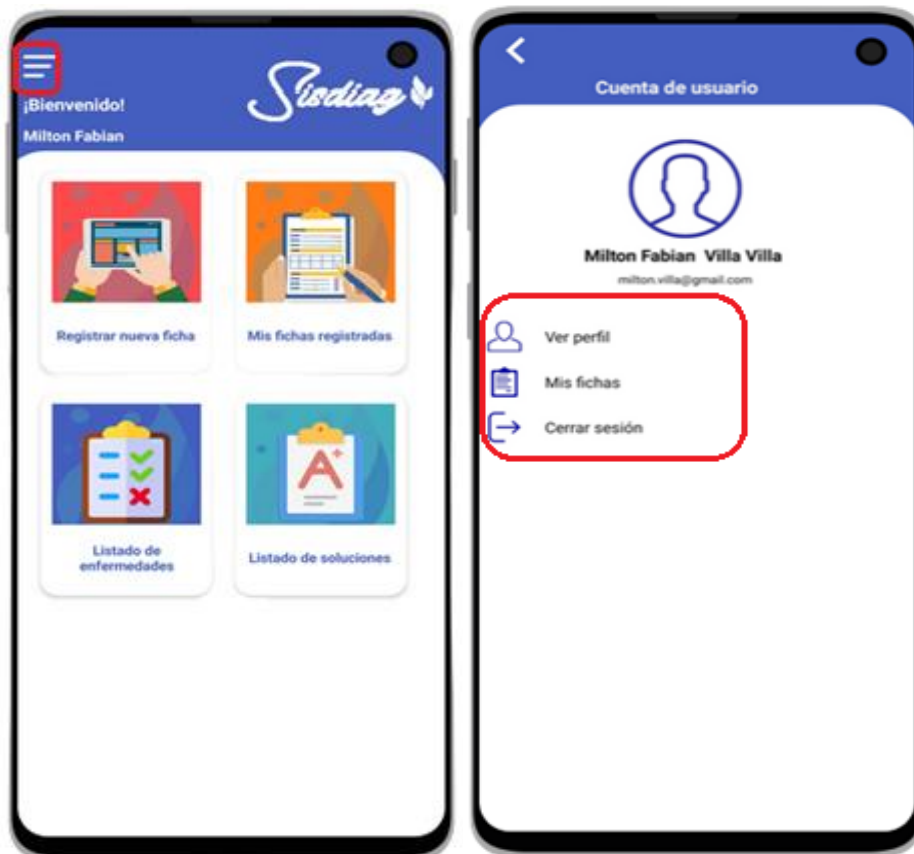 ¡Bienvenido!
Sisdiag
Milton Fabian
Registrar nueva ficha
Mis fichas registradas
Listado de
enfermedades
Listado de soluciones
Cuenta de usuario
Milton Fabian Villa Villa
milton.villa@gmail.com
Ver perfil
Mis fichas
Cerrar sesión